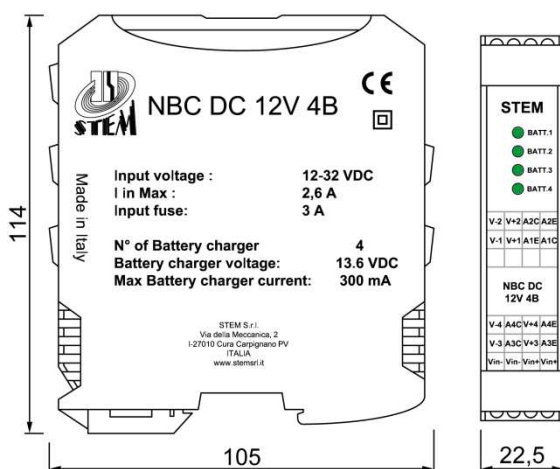 STEM
NBC DC 12V 4B
CE
Made in Italy
Input voltage : 12-32 VDC
I in Max : 2,6 A
Input fuse: 3 A
N° of Battery charger 4
Battery charger voltage: 13.6 VDC
Max Battery charger current: 300 mA
STEM S.r.l.
Via della Meccanica, 2
I-27010 Cura Carpignano PV
ITALIA
www.stemsrl.it
114
105
STEM
BATT.1
BATT.2
BATT.3
BATT.4
V-2 V+2 A2C A2E
V-1 V+1 A1E A1C
NBC DC
12V 4B
V-4 A4C V+4 A4E
V-3 A3C V+3 A3E
Vin- Vin- Vin+ Vin+
22,5